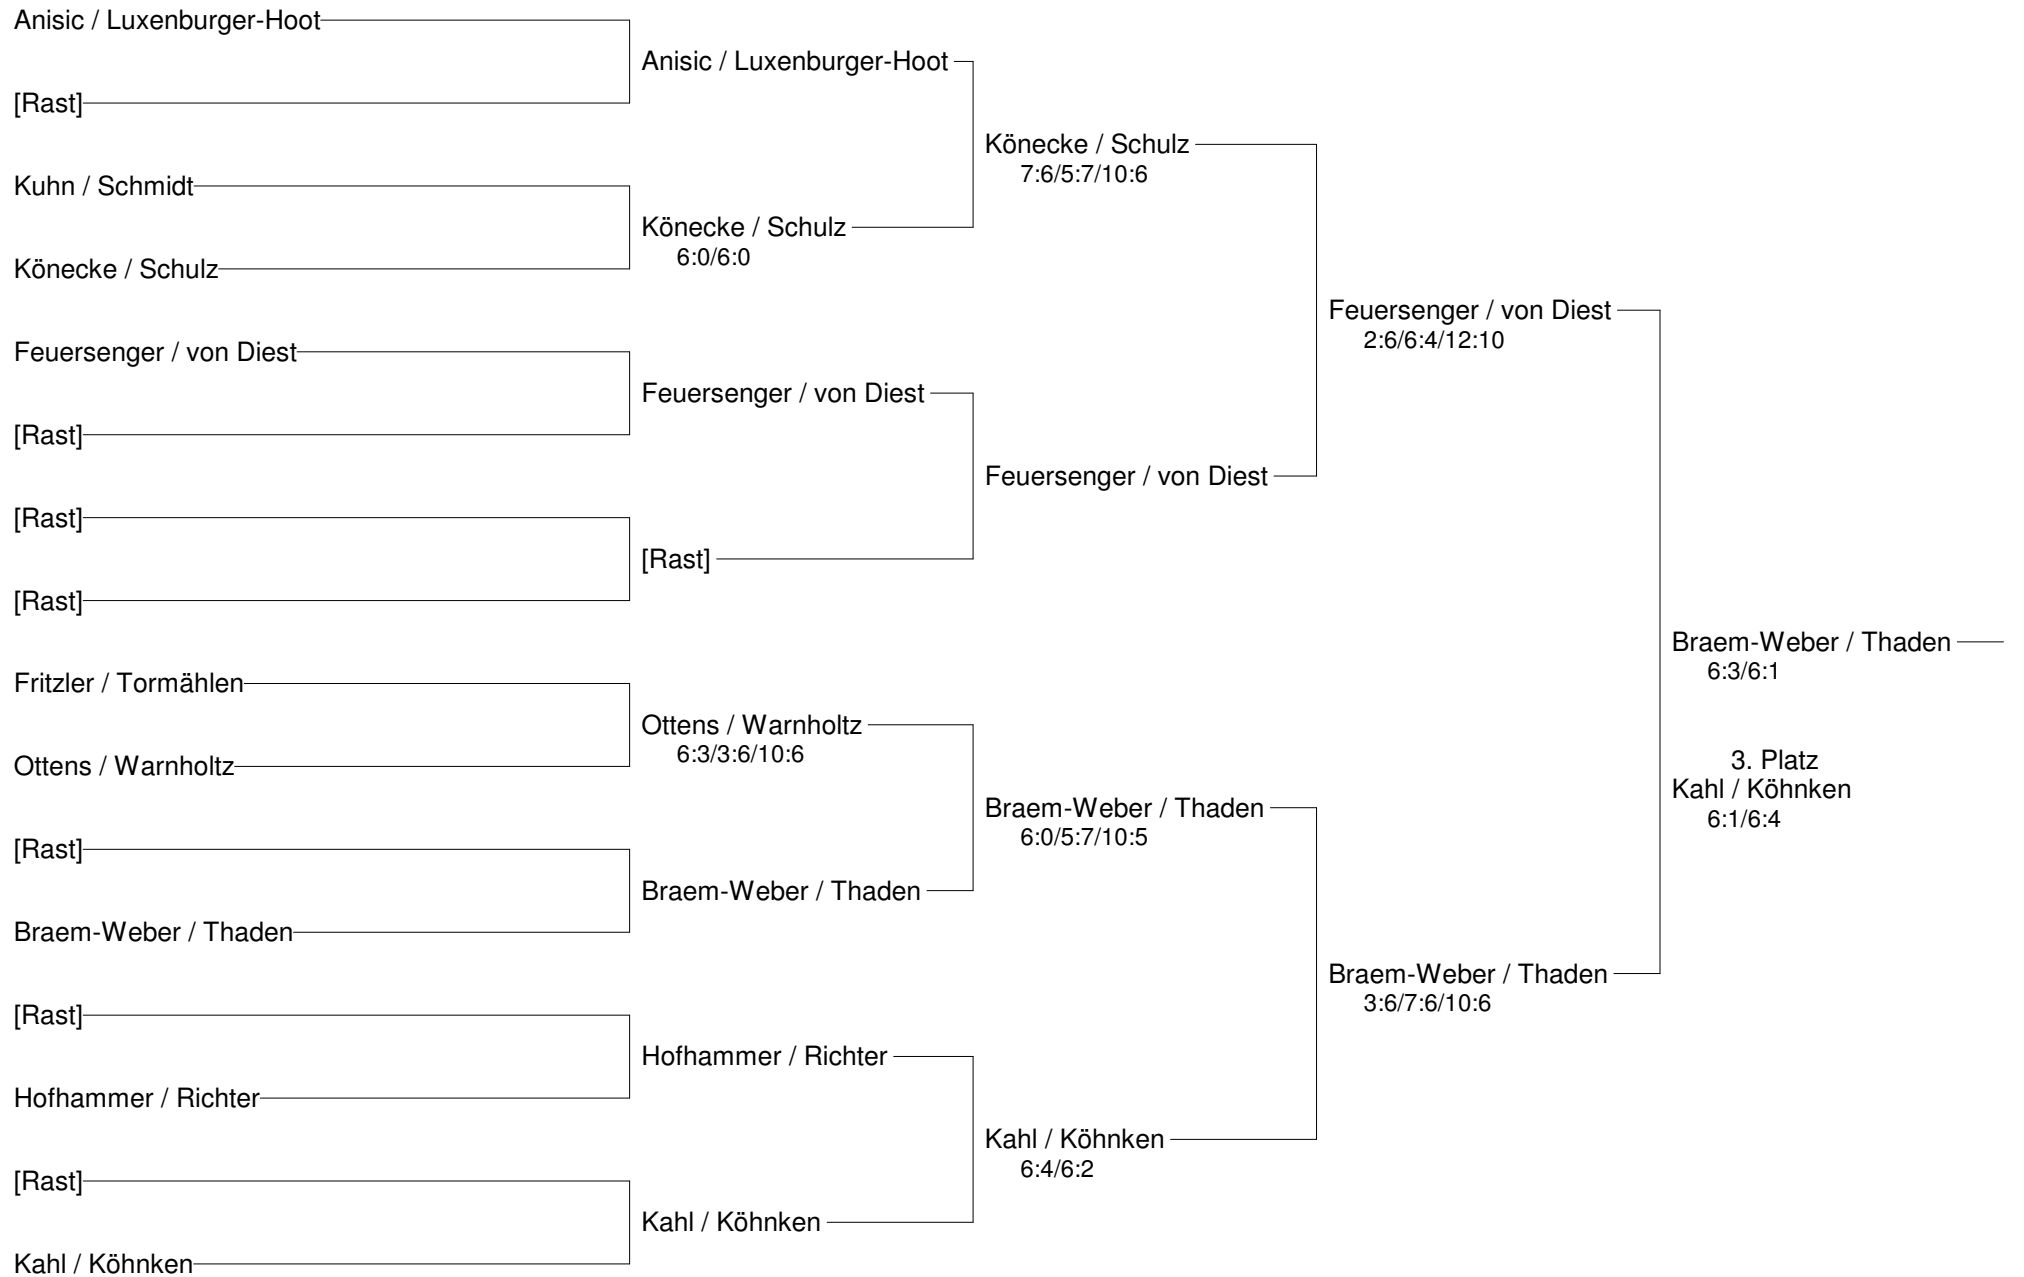 Anisic / Luxenburger-Hoot
[Rast]
Kuhn / Schmidt
Könecke / Schulz
Feuersenger / von Diest
[Rast]
[Rast]
[Rast]
Fritzler / Tormählen
Ottens / Warnholtz
[Rast]
Braem-Weber / Thaden
[Rast]
Hofhammer / Richter
[Rast]
Kahl / Köhnken
Anisic / Luxenburger-Hoot
Könecke / Schulz
6:0/6:0
Feuersenger / von Diest
[Rast]
Ottens / Warnholtz
6:3/3:6/10:6
Braem-Weber / Thaden
Hofhammer / Richter
Kahl / Köhnken
Könecke / Schulz
7:6/5:7/10:6
Feuersenger / von Diest
Braem-Weber / Thaden
6:0/5:7/10:5
Kahl / Köhnken
6:4/6:2
Feuersenger / von Diest
2:6/6:4/12:10
Braem-Weber / Thaden
3:6/7:6/10:6
Braem-Weber / Thaden
6:3/6:1
3. Platz
Kahl / Köhnken
6:1/6:4